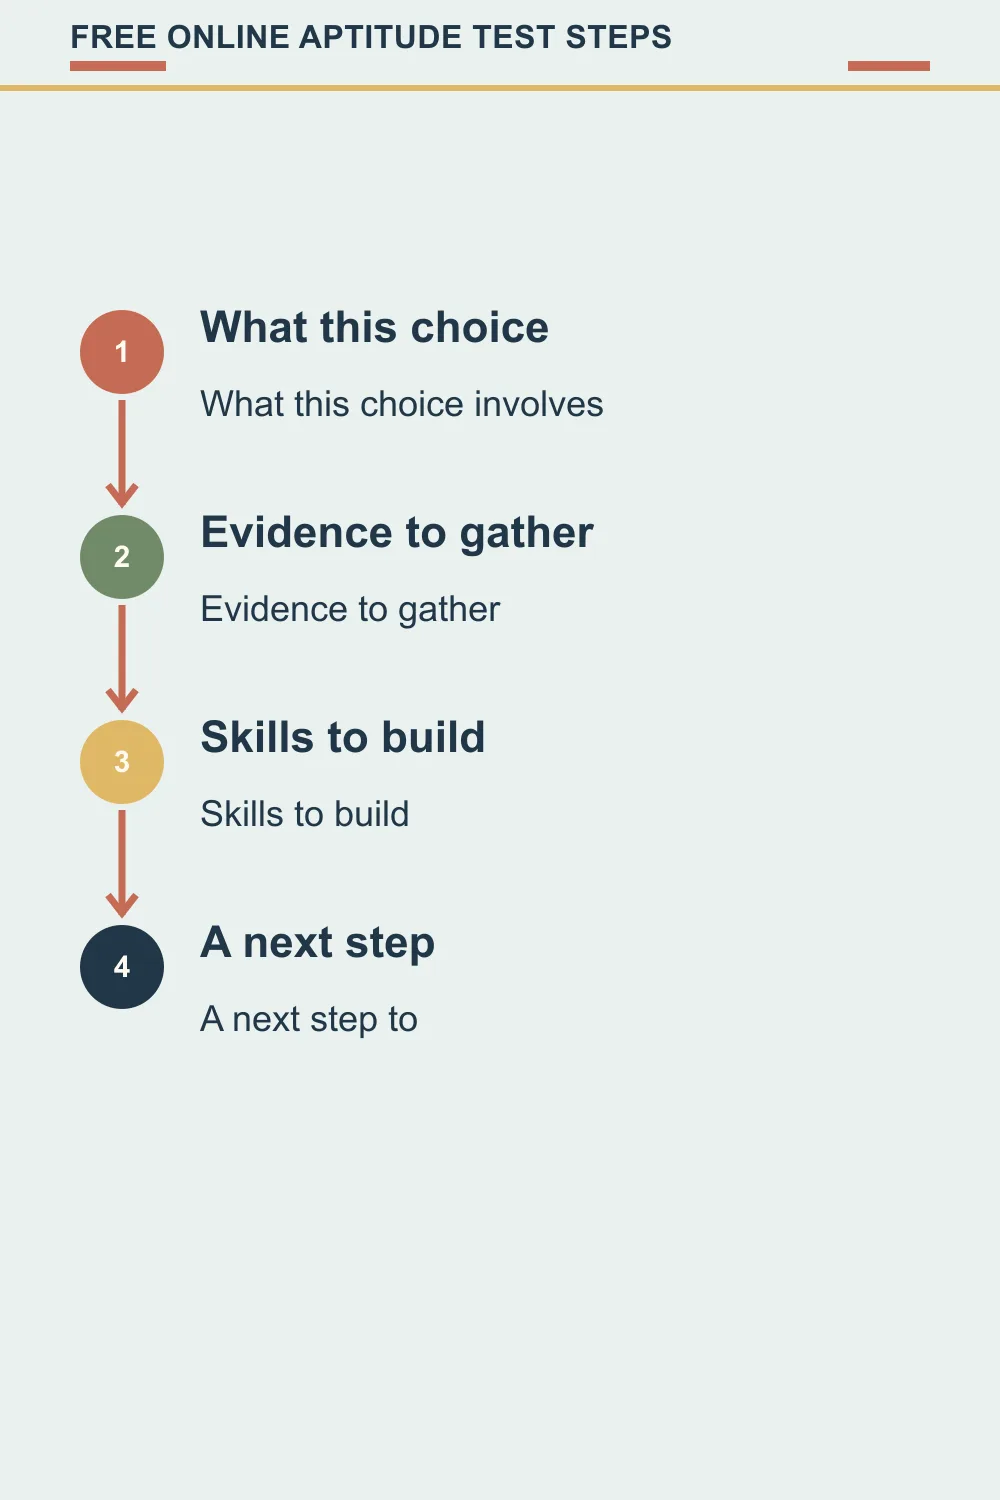 FREE ONLINE APTITUDE TEST STEPS
1
What this choice
What this choice involves
2
Evidence to gather
Evidence to gather
3
Skills to build
Skills to build
4
A next step
A next step to